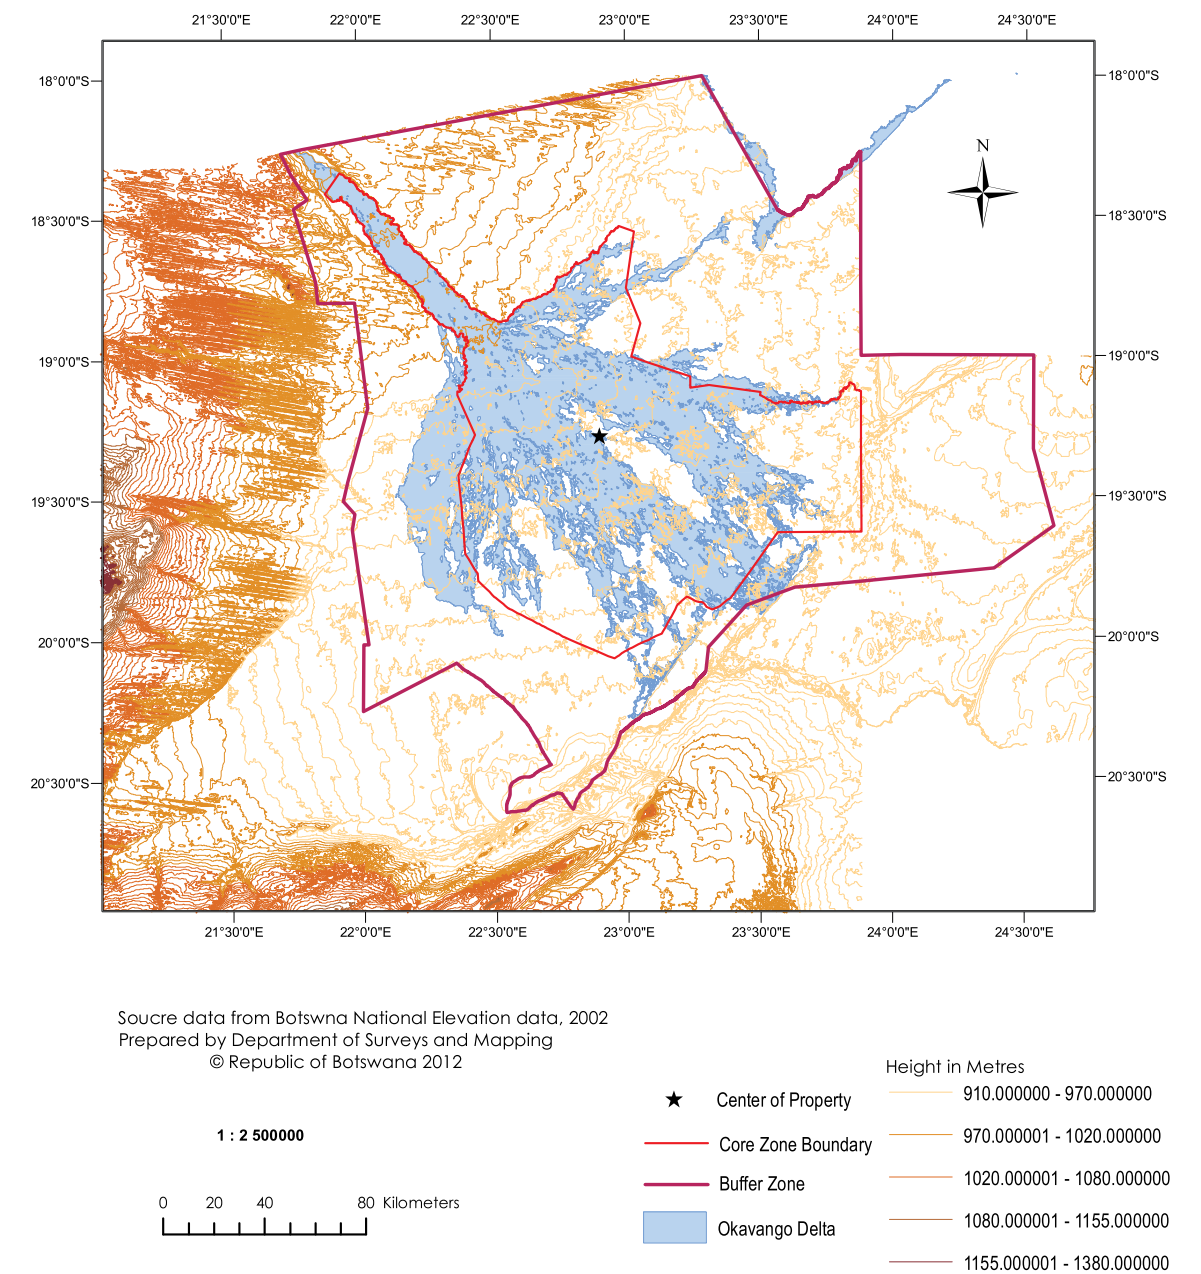 21°30'0"E 22°0'0"E 22°30'0"E 23°0'0"E 23°30'0"E 24°0'0"E 24°30'0"E
18°0'0"S 18°0'0"S
N
18°30'0"S 18°30'0"S
19°0'0"S 19°0'0"S
19°30'0"S 19°30'0"S
20°0'0"S 20°0'0"S
20°30'0"S 20°30'0"S
21°30'0"E 22°0'0"E 22°30'0"E 23°0'0"E 23°30'0"E 24°0'0"E 24°30'0"E
Soucre data from Botswna National Elevation data, 2002
Prepared by Department of Surveys and Mapping
© Republic of Botswana 2012
1 : 2 500000
0 20 40 80 Kilometers
Center of Property
Core Zone Boundary
Buffer Zone
Okavango Delta
Height in Metres
910.000000 - 970.000000
970.000001 - 1020.000000
1020.000001 - 1080.000000
1080.000001 - 1155.000000
1155.000001 - 1380.000000